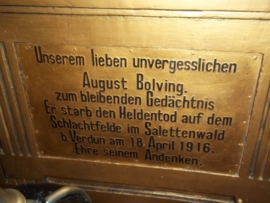 Unserem lieben unvergesslichen
August Bolving.
zum bleibenden Gedächtnis
Er starb den Heldentod auf dem
Schlachtfelde im Salettenwald
b. Verdun am 18 April 1916.
Ehre seinem Andenken.